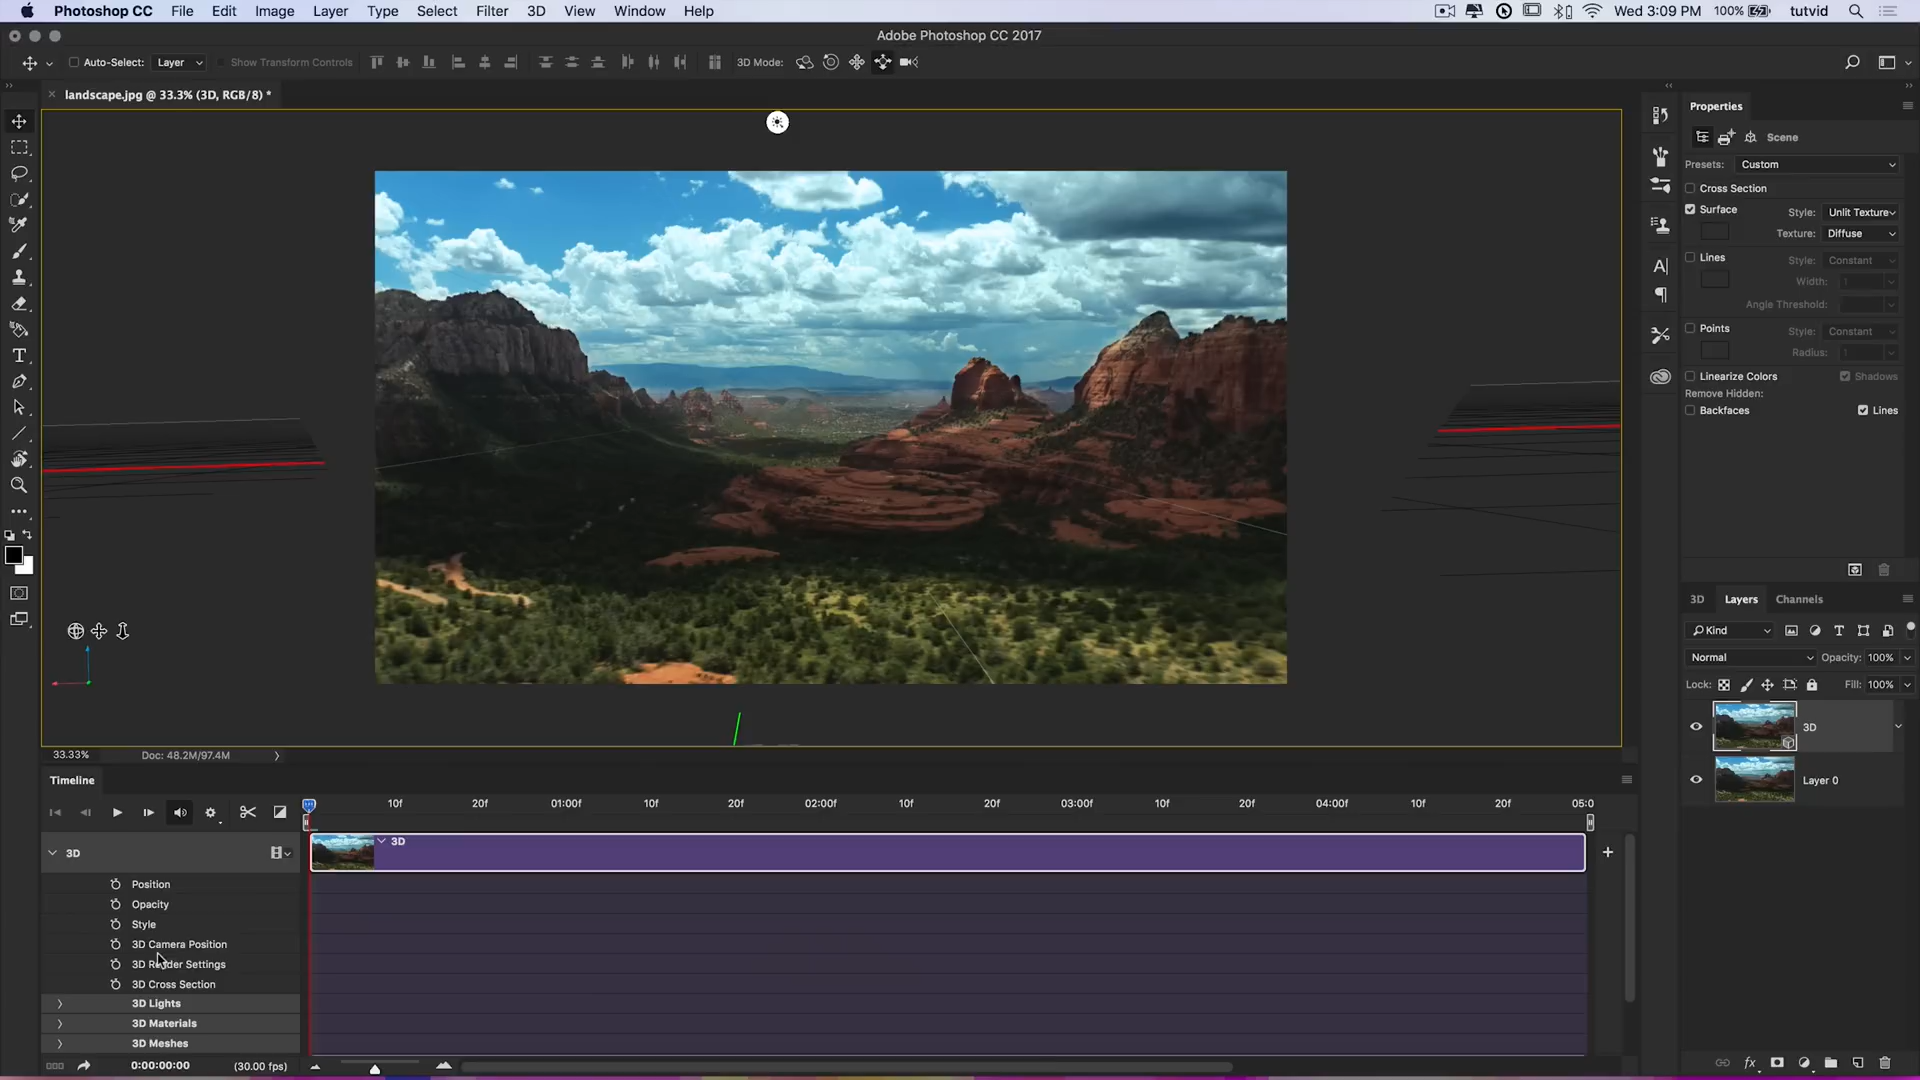 Photoshop CC File Edit Image Layer Type Select Filter 3D View Window Help Wed 3:09 PM 100% tutvid
Adobe Photoshop CC 2017
Auto-Select: Layer Show Transform Controls 3D Mode:
landscape.jpg @ 33.3% (3D, RGB/8) *
Properties
Scene
Presets: Custom
Cross Section
Surface Style: Unlit Texture
Texture: Diffuse
Lines Style: Constant
Width: 1
Angle Threshold:
Points Style: Constant
Radius: 1
Linearize Colors Shadows
Remove Hidden:
Backfaces Lines
3D Layers Channels
Kind
Normal Opacity: 100%
Lock: Fill: 100%
3D
Layer 0
33.33% Doc: 48.2M/97.4M
Timeline
10f 20f 01:00f 10f 20f 02:00f 10f 20f 03:00f 10f 20f 04:00f 10f 20f 05:0
3D 3D
Position
Opacity
Style
3D Camera Position
3D Render Settings
3D Cross Section
3D Lights
3D Materials
3D Meshes
0:00:00:00 (30.00 fps)
fx